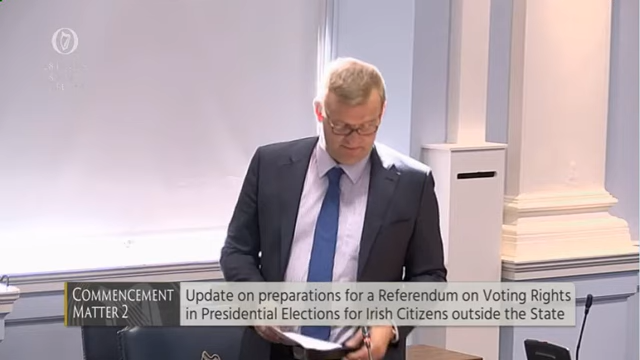 COMMENCEMENT
MATTER 2
Update on preparations for a Referendum on Voting Rights
in Presidential Elections for Irish Citizens outside the State